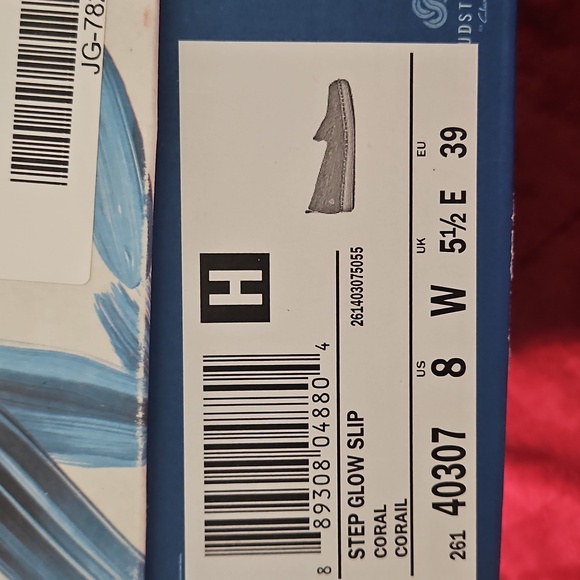 JG-78
UDST
H
8 89308 04880 4
STEP GLOW SLIP
CORAL
CORAIL
261403075055
261 40307
US 8 W
UK 5½ E
EU 39